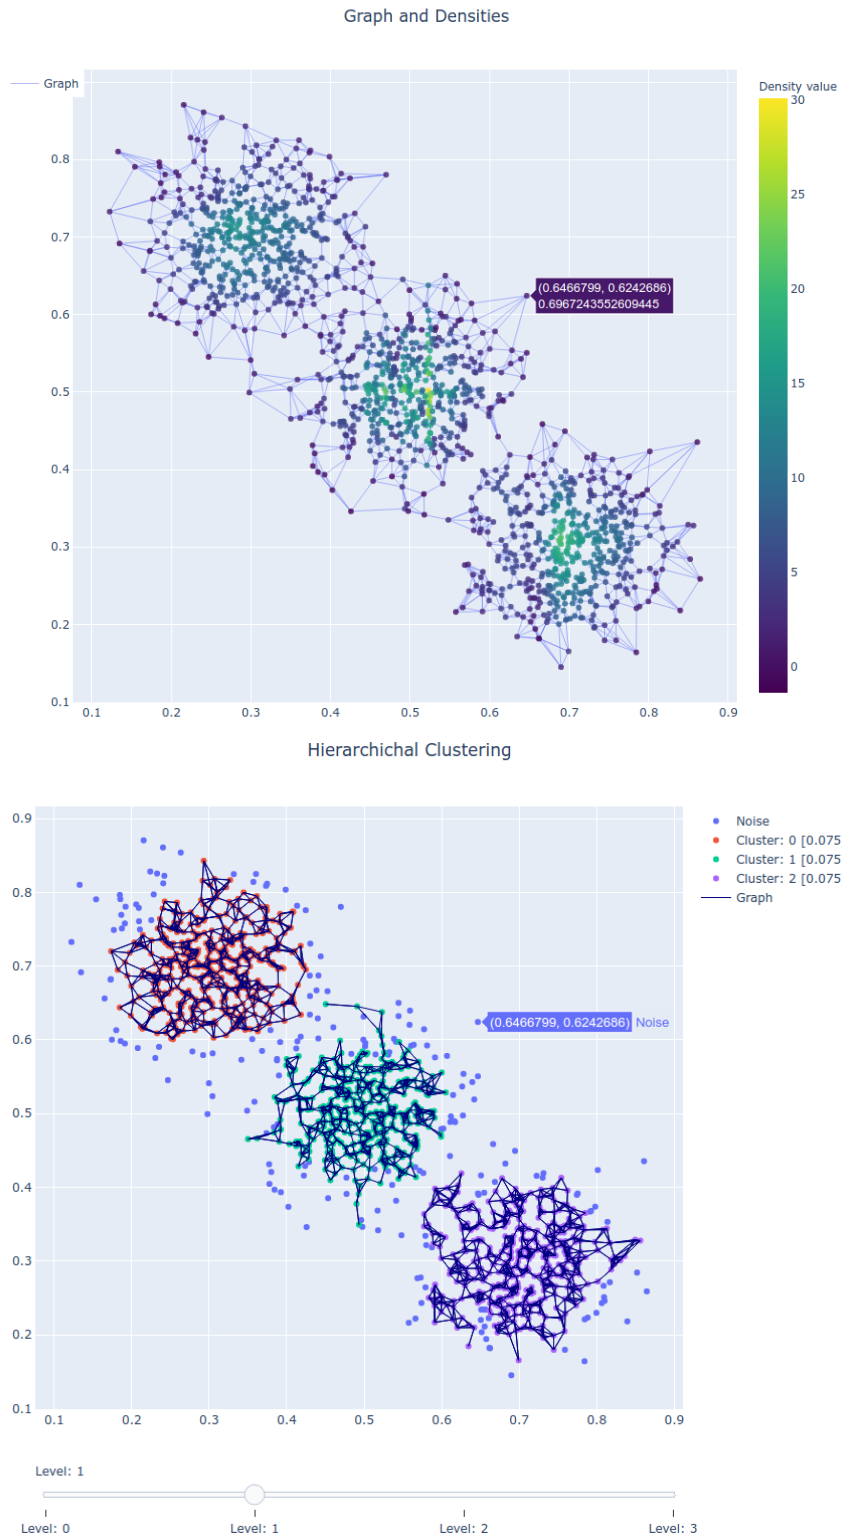 Graph and Densities
Graph
Density value
30
25
20
15
10
5
0
0.8
0.7
0.6
0.5
0.4
0.3
0.2
0.1
(0.6466799, 0.6242686)
0.6967243552609445
0.1 0.2 0.3 0.4 0.5 0.6 0.7 0.8 0.9
Hierarchichal Clustering
0.9
0.8
0.7
0.6
0.5
0.4
0.3
0.2
0.1
Noise
Cluster: 0 [0.075
Cluster: 1 [0.075
Cluster: 2 [0.075
Graph
(0.6466799, 0.6242686) Noise
0.1 0.2 0.3 0.4 0.5 0.6 0.7 0.8 0.9
Level: 1
Level: 0 Level: 1 Level: 2 Level: 3